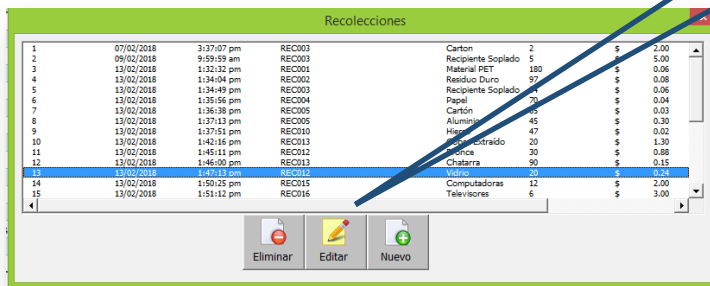 Recolecciones
1 07/02/2018 3:37:07 pm REC003 Carton 2 $ 2.00
2 09/02/2018 9:59:59 am REC003 Recipiente Soplado 5 $ 5.00
3 13/02/2018 1:32:32 pm REC001 Material PET 180 $ 0.06
4 13/02/2018 1:34:04 pm REC002 Residuo Duro 97 $ 0.08
5 13/02/2018 1:34:49 pm REC003 Recipiente Soplado $ 0.06
6 13/02/2018 1:35:56 pm REC004 Papel 70 $ 0.04
7 13/02/2018 1:36:38 pm REC005 Cartón $ 0.03
8 13/02/2018 1:37:13 pm REC005 Aluminio 45 $ 0.30
9 13/02/2018 1:37:51 pm REC010 Hierro 47 $ 0.02
10 13/02/2018 1:42:16 pm REC013 Extraído 20 $ 1.30
11 13/02/2018 1:45:11 pm REC012 Bronce 30 $ 0.88
12 13/02/2018 1:46:00 pm REC013 Chatarra 90 $ 0.15
13 13/02/2018 1:47:13 pm REC012 Vidrio 20 $ 0.24
14 13/02/2018 1:50:25 pm REC015 Computadoras 12 $ 2.00
15 13/02/2018 1:51:12 pm REC016 Televisores 6 $ 3.00
Eliminar Editar Nuevo